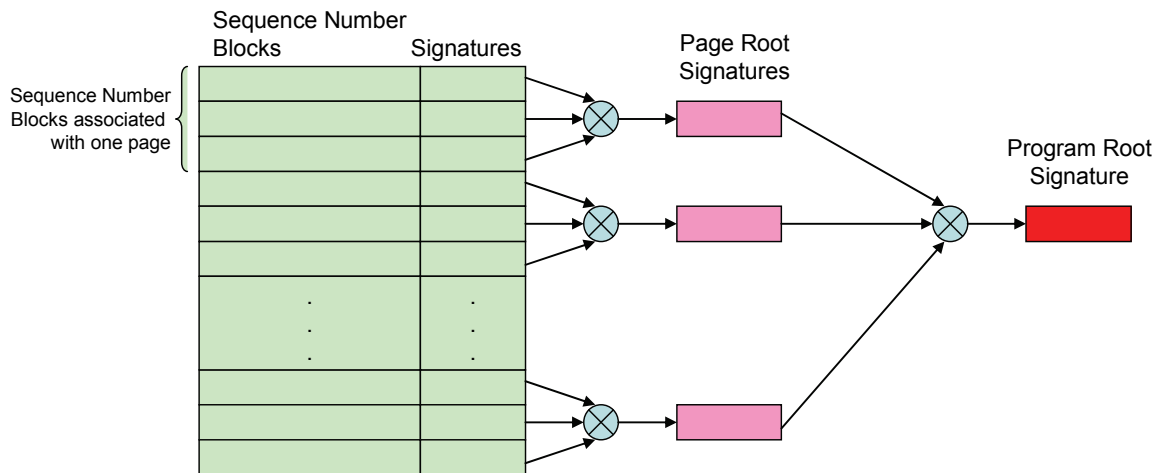 Sequence Number
Blocks
Signatures
Page Root
Signatures
Sequence Number
Blocks associated
with one page
Program Root
Signature
. .
. .
. .